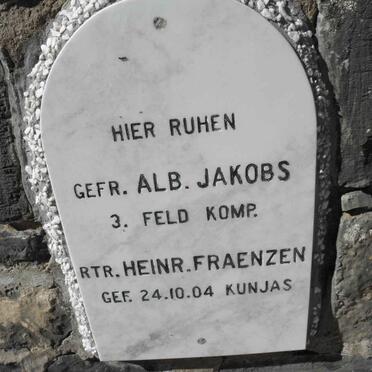 HIER RUHEN
GEFR. ALB. JAKOBS
3. FELD KOMP.
RTR. HEINR. FRAENZEN
GEF. 24.10.04 KUNJAS